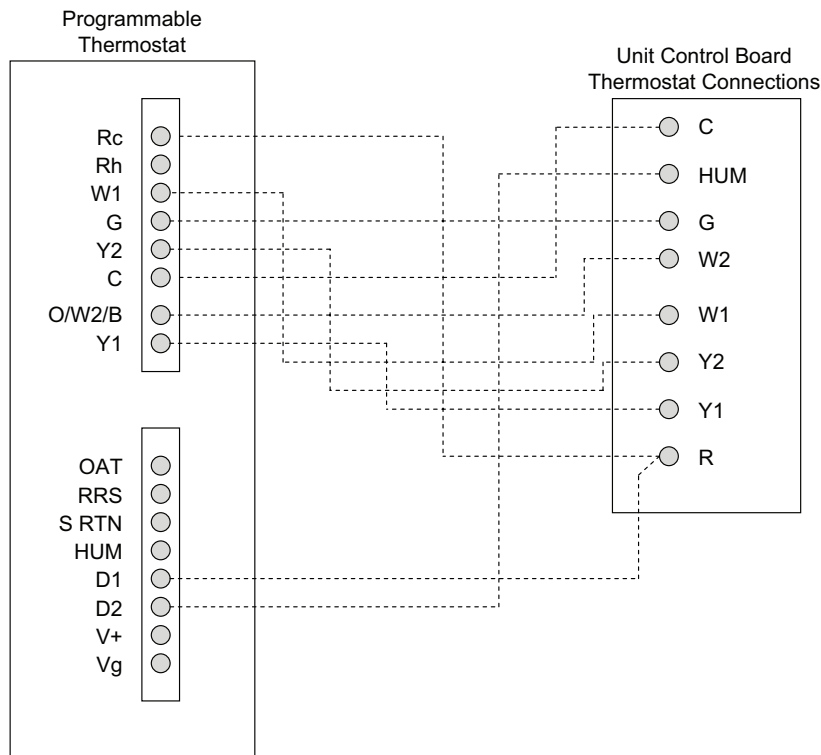 Programmable
Thermostat
Rc
Rh
W1
G
Y2
C
O/W2/B
Y1
OAT
RRS
S RTN
HUM
D1
D2
V+
Vg
Unit Control Board
Thermostat Connections
C
HUM
G
W2
W1
Y2
Y1
R